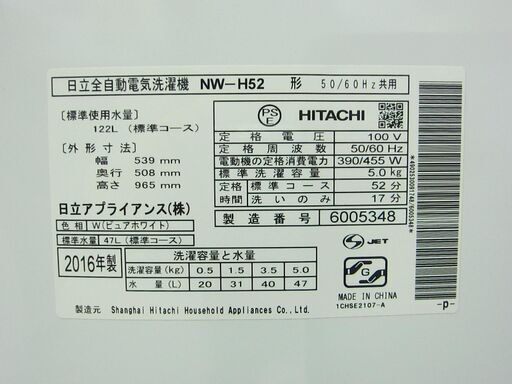 日立全自動電気洗濯機 NW-H52 形 50/60Hz共用
[標準使用水量]
122L (標準コース)
[外形寸法]
幅 539 mm
奥行 508 mm
高さ 965 mm
日立アプライアンス(株)
色相 W(ピュアホワイト)
標準水量 47L(標準コース)
PS E HITACHI
定格電圧 100 V
定格周波数 50/60 Hz
電動機の定格消費電力 390/455 W
標準洗濯容量 5.0kg
定格 標準コース 52分
時間 洗いのみ 17分
製造番号 6005348
2016年製
洗濯容量と水量
洗濯容量(kg) 0.5 1.5 3.5 5.0
水量(L) 20 31 40 47
S JET
G
MADE IN CHINA
1CHSE2107-A
製造元 Shanghai Hitachi Household Appliances Co., Ltd.
-p-